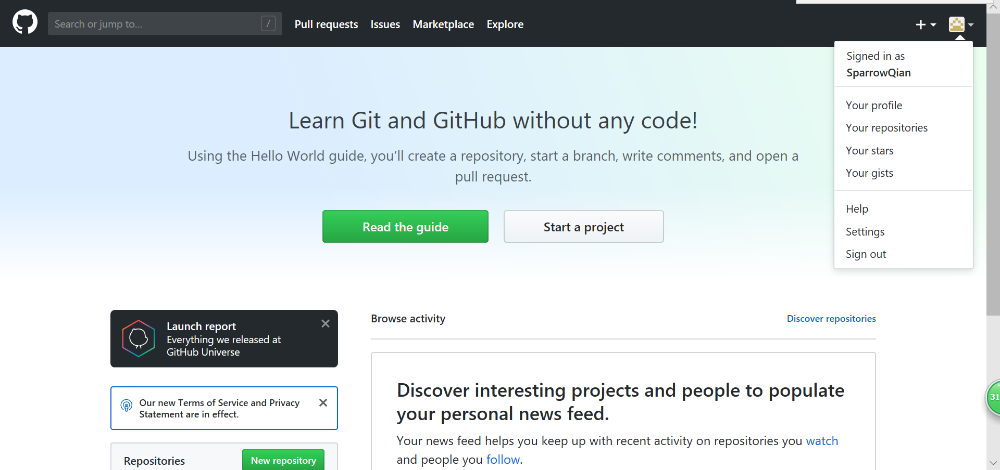 Search or jump to...
/
Pull requests
Issues
Marketplace
Explore
Signed in as
SparrowQian
Your profile
Your repositories
Your stars
Your gists
Help
Settings
Sign out
Learn Git and GitHub without any code!
Using the Hello World guide, you’ll create a repository, start a branch, write comments, and open a
pull request.
Read the guide
Start a project
Launch report
Everything we released at
GitHub Universe
Our new Terms of Service and Privacy
Statement are in effect.
Repositories
New repository
Browse activity
Discover repositories
Discover interesting projects and people to populate
your personal news feed.
Your news feed helps you keep up with recent activity on repositories you watch
and people you follow.
31